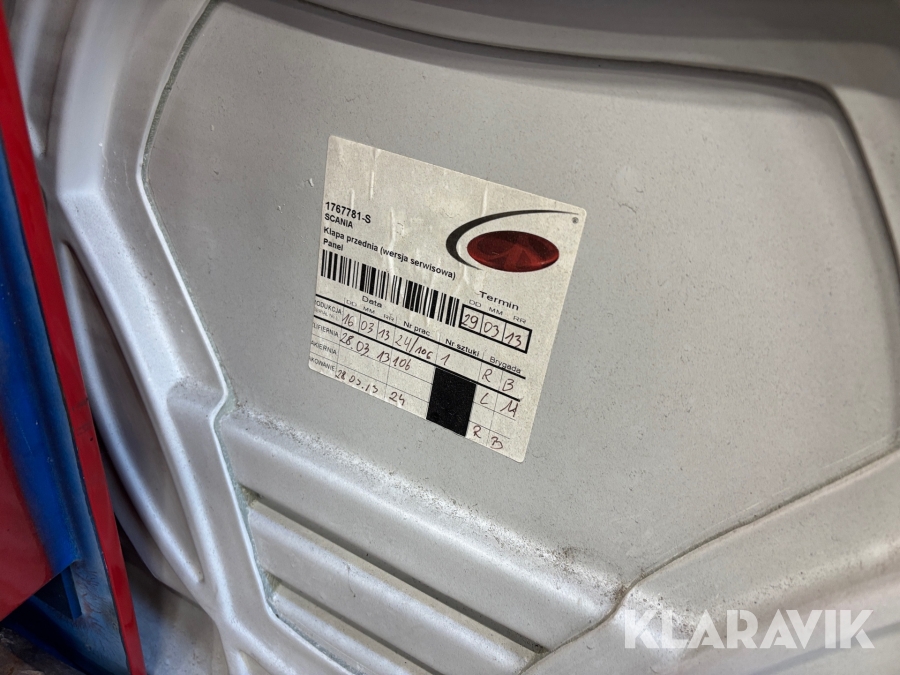 1767781-S
SCANIA
Klapa przednia (wersja serwisowa)
Panel
®
Termin
DD MM RR
29 03 13
Data
DD MM RR Nr prac. Nr sztuki Brygada
16 03 13 24/106 1 R B
28.03.13 106 L M
28.03.13 24 R B
KLARAVIK